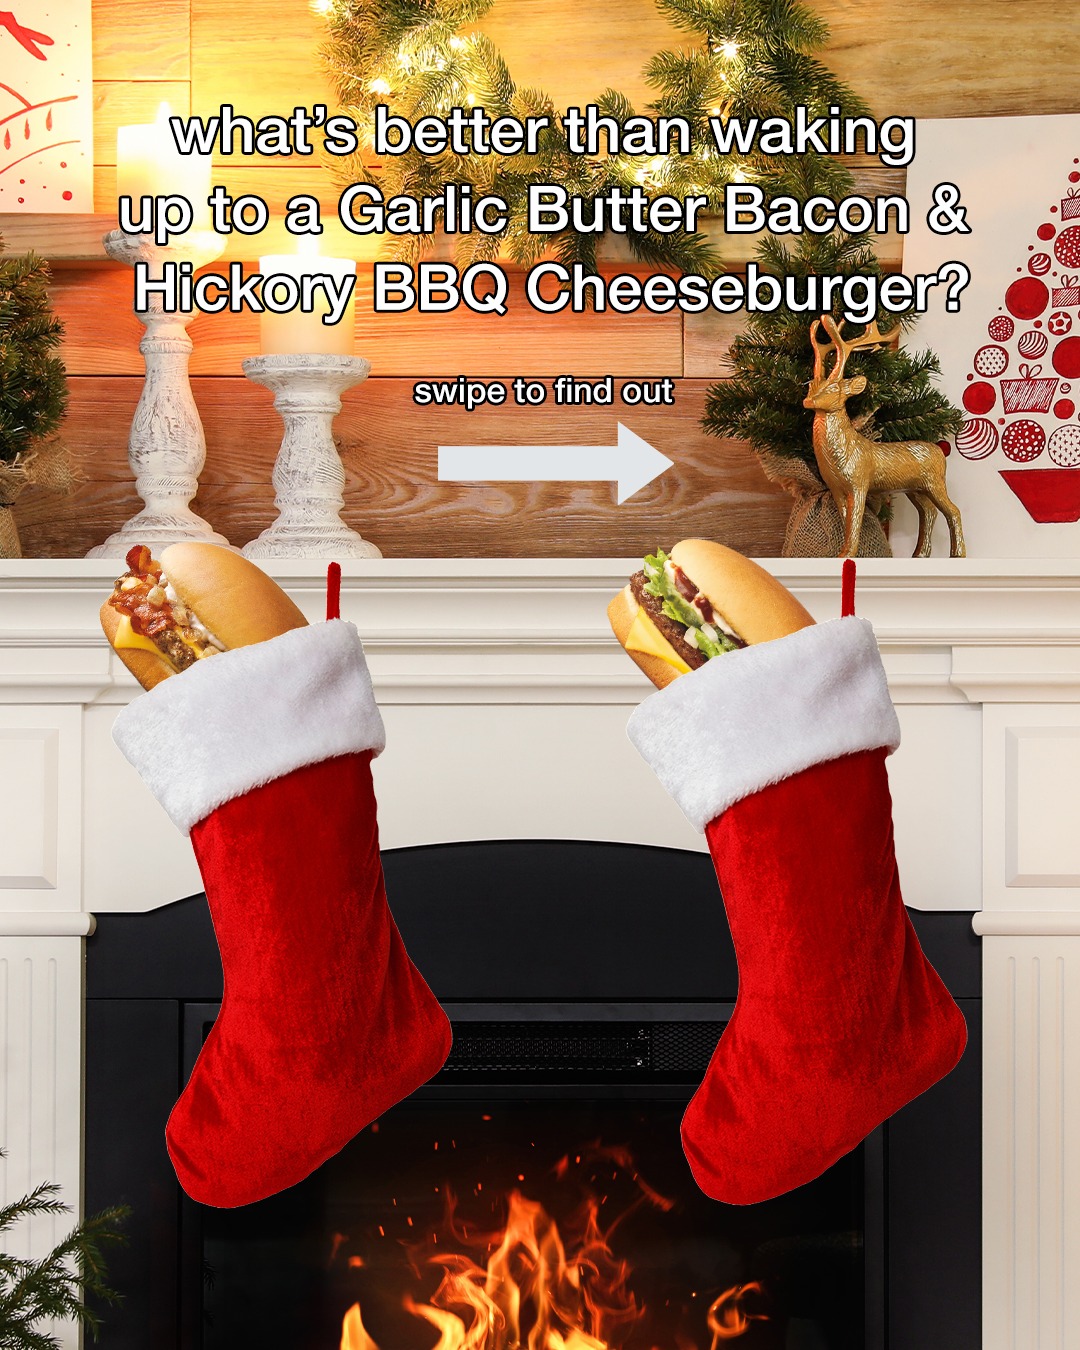 what's better than waking
up to a Garlic Butter Bacon &
Hickory BBQ Cheeseburger?
swipe to find out